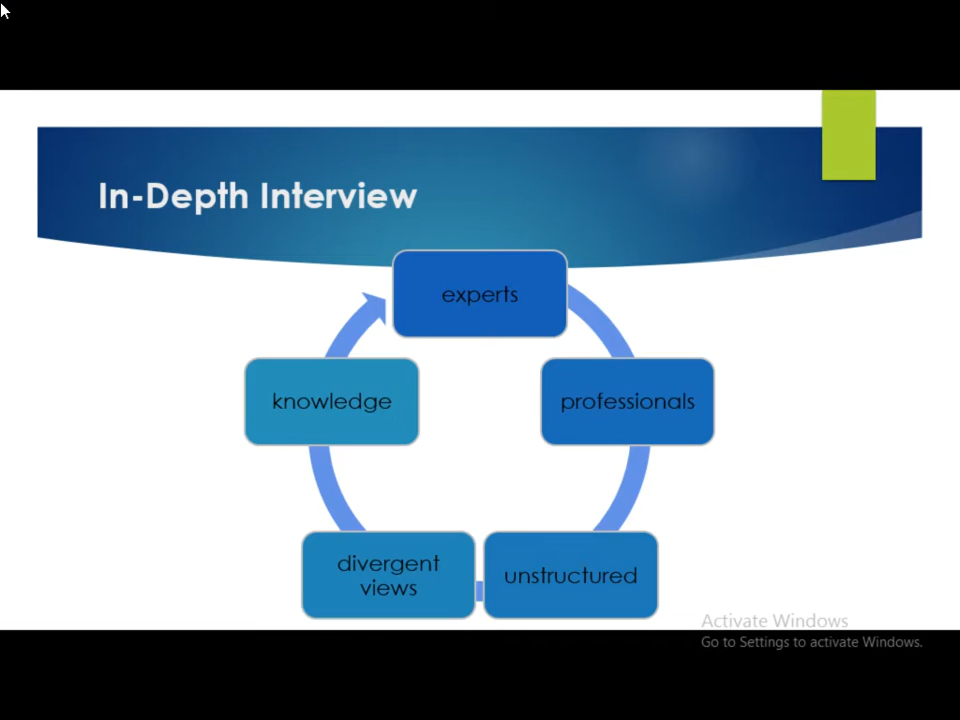 In-Depth Interview
experts
professionals
unstructured
divergent
views
knowledge
Activate Windows
Go to Settings to activate Windows.